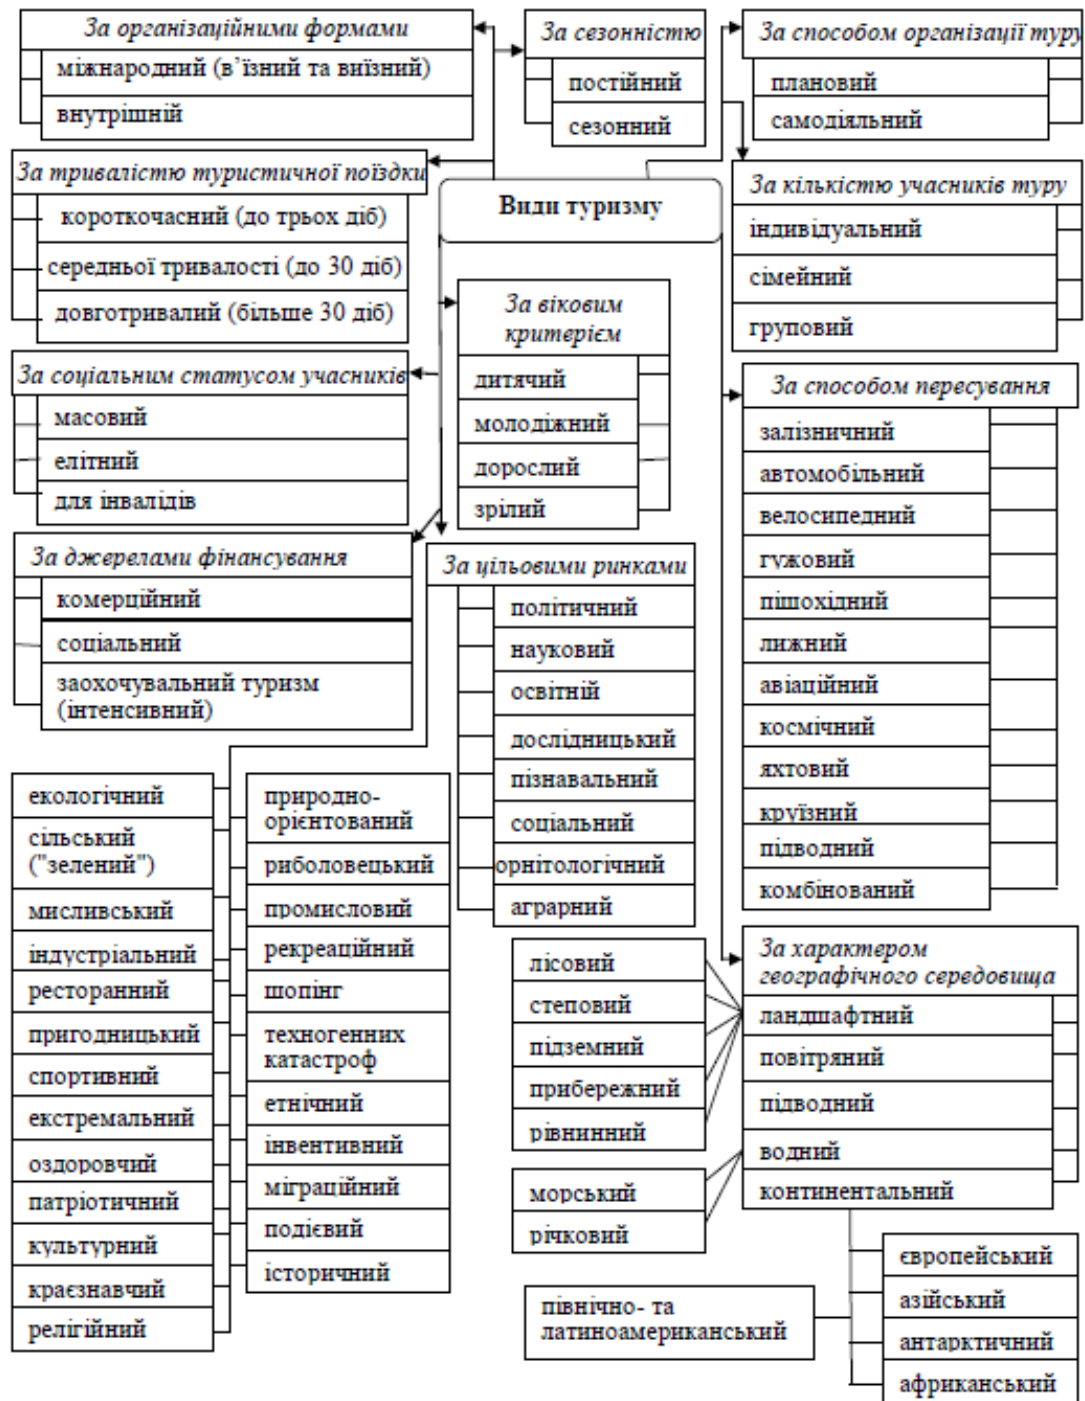 За організаційними формами
міжнародний (в’їзний та виїзний)
внутрішній
За сезонністю
постійний
сезонний
За способом організації туру
плановий
самодіяльний
За тривалістю туристичної поїздки
короткочасний (до трьох діб)
середньої тривалості (до 30 діб)
довготривалий (більше 30 діб)
Види туризму
За кількістю учасників туру
індивідуальний
сімейний
груповий
За віковим
критерієм
дитячий
молодіжний
дорослий
зрілий
За соціальним статусом учасників
масовий
елітний
для інвалідів
За способом пересування
залізничний
автомобільний
велосипедний
гужовий
пішохідний
лижний
авіаційний
космічний
яхтовий
круїзний
підводний
комбінований
За джерелами фінансування
комерційний
соціальний
заохочувальний туризм
(інтенсивний)
За цільовими ринками
політичний
науковий
освітній
дослідницький
пізнавальний
соціальний
орнітологічний
аграрний
екологічний
сільський
("зелений")
мисливський
індустріальний
ресторанний
пригодницький
спортивний
екстремальний
оздоровчий
патріотичний
культурний
краєзнавчий
релігійний
природно-
орієнтований
риболовецький
промисловий
рекреаційний
шопінг
техногенних
катастроф
етнічний
інвентивний
міграційний
подієвий
історичний
За характером
географічного середовища
ландшафтний
повітряний
підводний
водний
континентальний
лісовий
степовий
підземний
прибережний
рівнинний
морський
річковий
європейський
азійський
антарктичний
африканський
північно- та
латиноамериканський